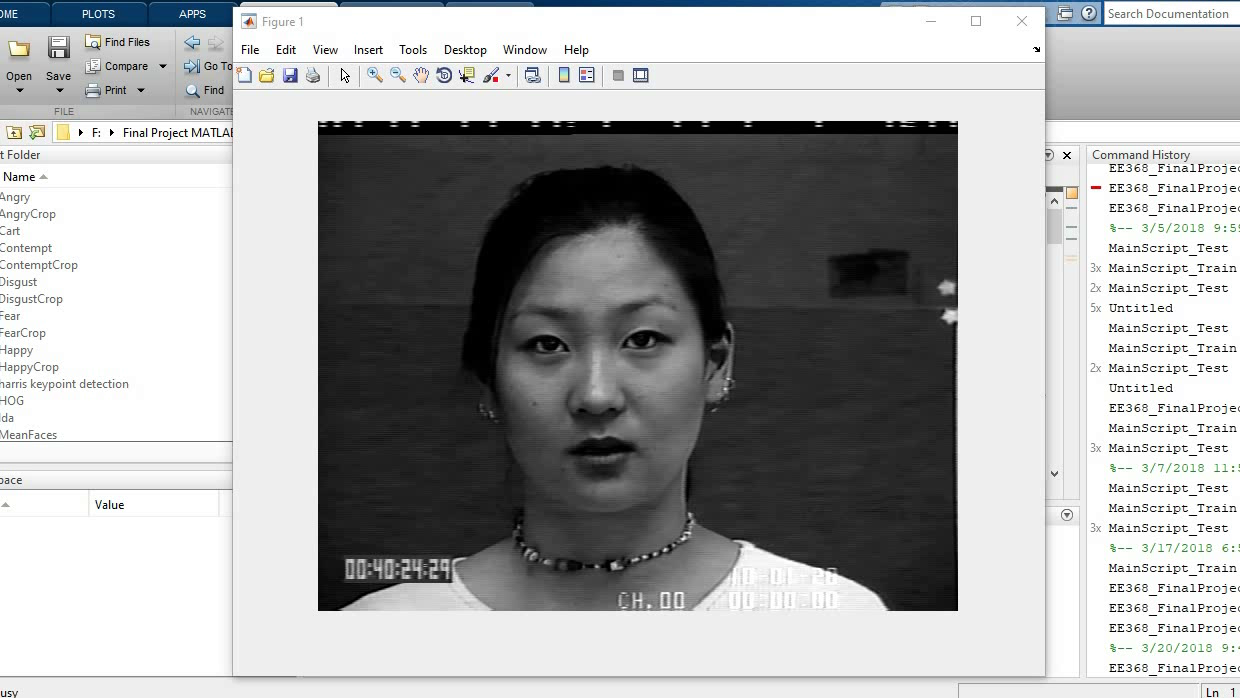 OME PLOTS APPS
Figure 1
Search Documentation
File Edit View Insert Tools Desktop Window Help
Find Files
Compare
Go To
Open Save
Print
Find
FILE
NAVIGATE
F: Final Project MATLAB
t Folder
Name
Angry
AngryCrop
Cart
Contempt
ContemptCrop
Disgust
DisgustCrop
Fear
FearCrop
Happy
HappyCrop
harris keypoint detection
HOG
lda
MeanFaces
pace
Value
usy
00:40:24:29
CH.00 00:00:00
Command History
EE368_FinalProjec
EE368_FinalProjec
EE368_FinalProjec
%-- 3/5/2018 9:59
MainScript_Test
3x MainScript_Train
2x MainScript_Test
5x Untitled
MainScript_Test
MainScript_Train
2x MainScript_Test
Untitled
EE368_FinalProjec
MainScript_Train
3x MainScript_Test
%-- 3/7/2018 11:5
MainScript_Test
MainScript_Train
3x MainScript_Test
%-- 3/17/2018 6:5
MainScript_Train
EE368_FinalProjec
EE368_FinalProjec
EE368_FinalProjec
%-- 3/20/2018 9:4
EE368_FinalProjec
Ln 1